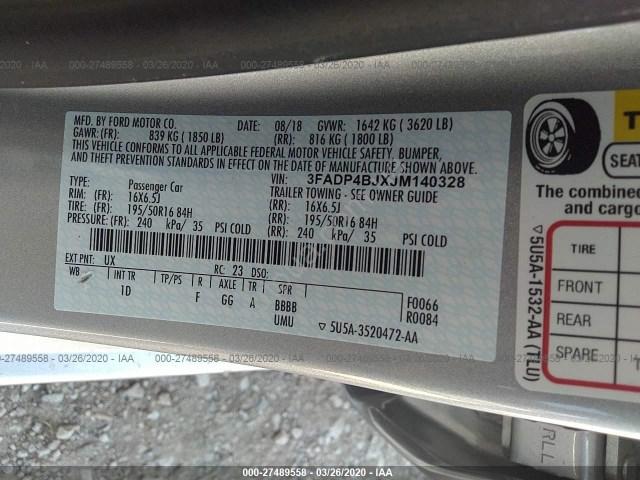 000-27489558 - 03/26/2020 - IAA
MFD. BY FORD MOTOR CO.
DATE: 08/18 GVWR: 1642 KG ( 3620 LB)
GAWR: (FR): 839 KG ( 1850 LB) (RR): 816 KG ( 1800 LB)
THIS VEHICLE CONFORMS TO ALL APPLICABLE FEDERAL MOTOR VEHICLE SAFETY, BUMPER,
AND THEFT PREVENTION STANDARDS IN EFFECT ON THE DATE OF MANUFACTURE SHOWN ABOVE.
VIN: 3FADP4BJXJM140328
TYPE: Passenger Car TRAILER TOWING - SEE OWNER GUIDE
RIM: (FR): 16X6.5J (RR): 16X6.5J
TIRE: (FR): 195/50R16 84H (RR): 195/50R16 84H
PRESSURE: (FR): 240 kPa/ 35 PSI COLD (RR): 240 kPa/ 35 PSI COLD
EXT PNT: UX RC: 23 DSO:
WB INT TR TP/PS R AXLE TR SPR
1D F GG A BBBB F0066
UMU R0084
5U5A-3520472-AA
SEAT
The combined
and cargo
TIRE
FRONT
REAR
SPARE
5U5A-1532-AA (TLU)
000-27489558 - 03/26/2020 - IAA
000-27489558 - 03/26/2020 - IAA